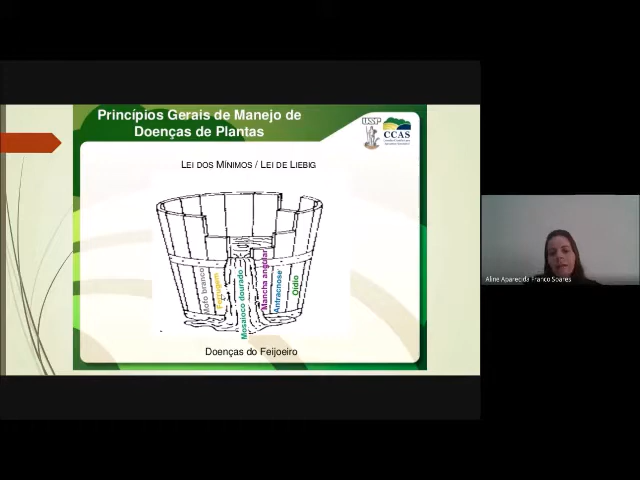 Princípios Gerais de Manejo de
Doenças de Plantas
CCAS
LEI DOS MÍNIMOS / LEI DE LIEBIG
Mofo branco
Ferrugem
Mosaico dourado
Mancha angular
Antracnose
Oídio
Doenças do Feijoeiro
Aline Aparecida Franco Soares